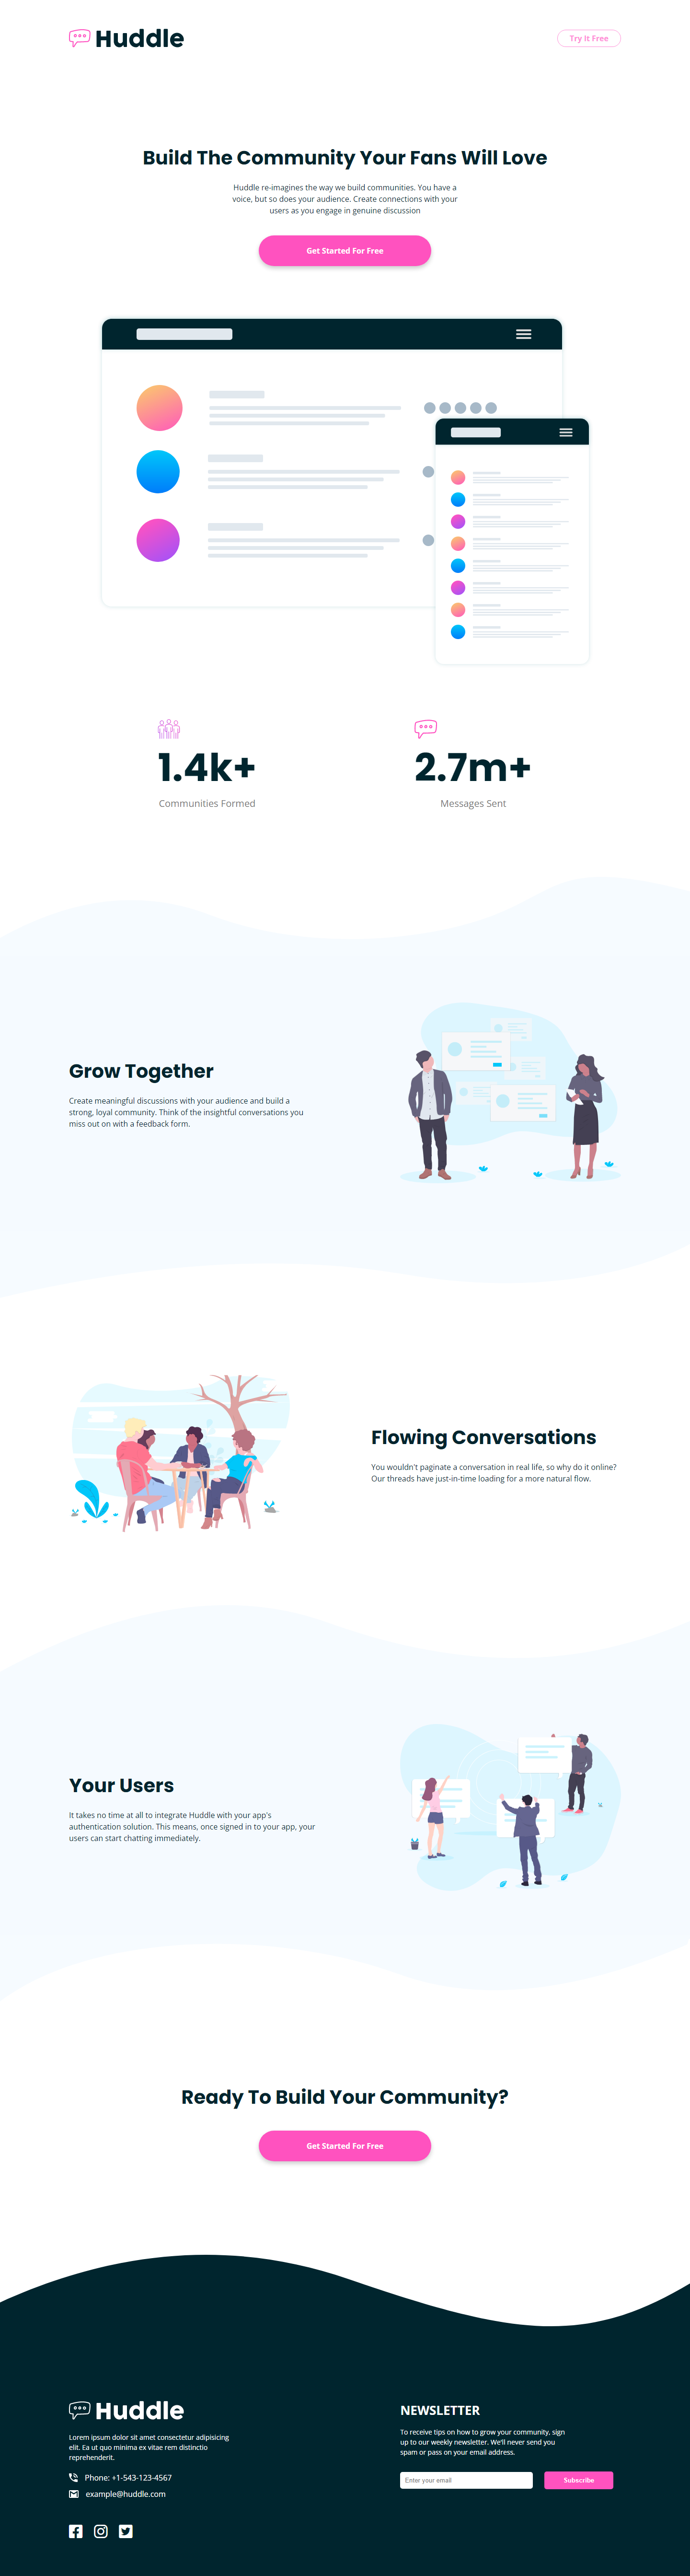 Huddle
Try It Free
Build The Community Your Fans Will Love
Huddle re-imagines the way we build communities. You have a
voice, but so does your audience. Create connections with your
users as you engage in genuine discussion
Get Started For Free
1.4k+
Communities Formed
2.7m+
Messages Sent
Grow Together
Create meaningful discussions with your audience and build a
strong, loyal community. Think of the insightful conversations you
miss out on with a feedback form.
Flowing Conversations
You wouldn't paginate a conversation in real life, so why do it online?
Our threads have just-in-time loading for a more natural flow.
Your Users
It takes no time at all to integrate Huddle with your app's
authentication solution. This means, once signed in to your app, your
users can start chatting immediately.
Ready To Build Your Community?
Get Started For Free
Huddle
Lorem ipsum dolor sit amet consectetur adipisicing
elit. Ea ut quo minima ex vitae rem distinctio
reprehenderit.
Phone: +1-543-123-4567
example@huddle.com
NEWSLETTER
To receive tips on how to grow your community, sign
up to our weekly newsletter. We'll never send you
spam or pass on your email address.
Enter your email
Subscribe